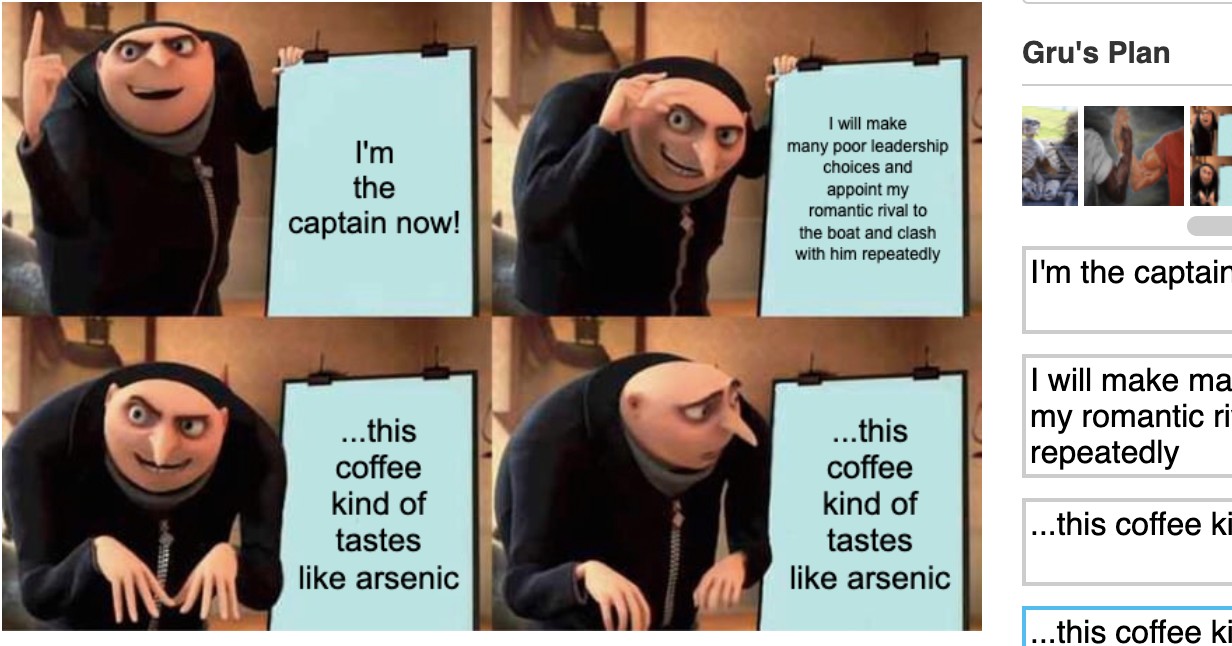 I'm
the
captain now!
I will make
many poor leadership
choices and
appoint my
romantic rival to
the boat and clash
with him repeatedly
...this
coffee
kind of
tastes
like arsenic
...this
coffee
kind of
tastes
like arsenic
Gru's Plan
I'm the captain
I will make ma
my romantic ri
repeatedly
...this coffee ki
...this coffee ki